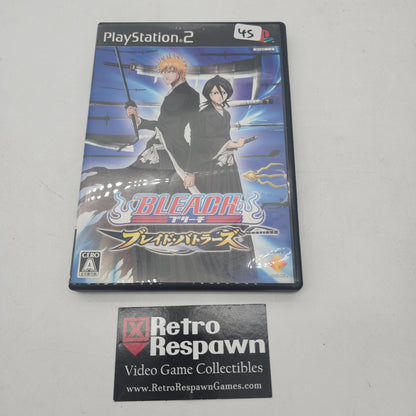 PlayStation 2
45
BLEACH
ブリーチ
ブレイド・バトラーズ
CERO
A
Retro
Respawn
Video Game Collectibles
www.RetroRespawnGames.com